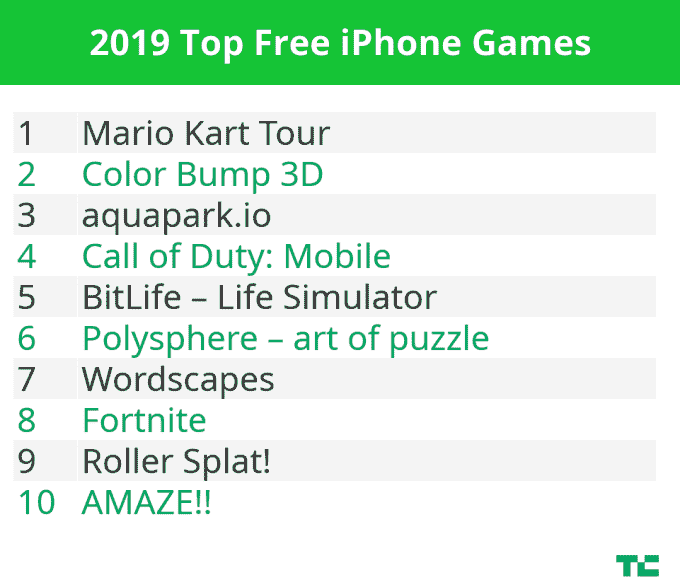 2019 Top Free iPhone Games
1 Mario Kart Tour
2 Color Bump 3D
3 aquapark.io
4 Call of Duty: Mobile
5 BitLife – Life Simulator
6 Polysphere – art of puzzle
7 Wordscapes
8 Fortnite
9 Roller Splat!
10 AMAZE!!
TC